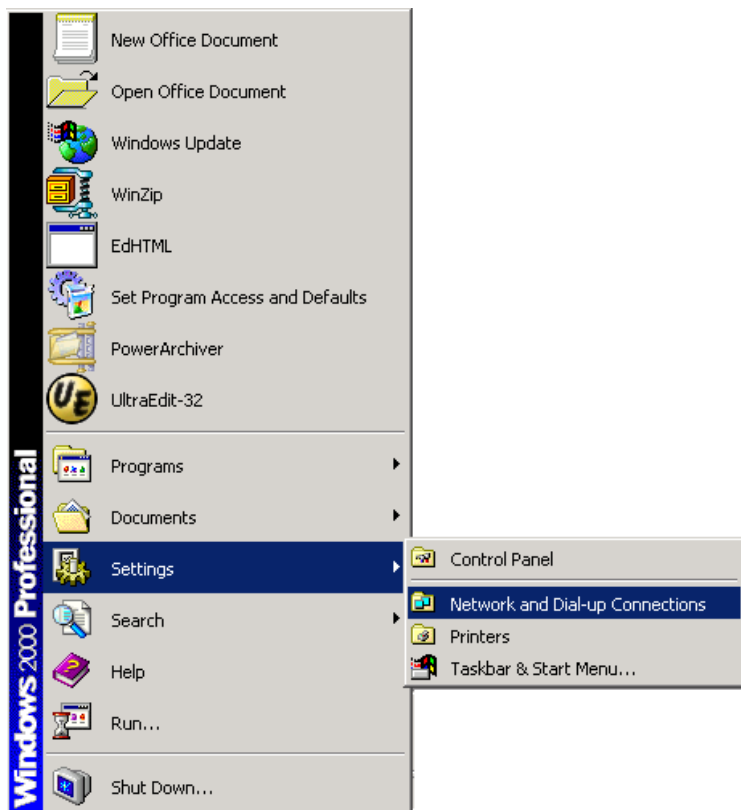 New Office Document
Open Office Document
Windows Update
WinZip
EdHTML
Set Program Access and Defaults
PowerArchiver
UE
UltraEdit-32
Programs
Documents
Settings
Search
Help
Run...
Shut Down...
Control Panel
Network and Dial-up Connections
Printers
Taskbar & Start Menu...
Windows 2000 Professional